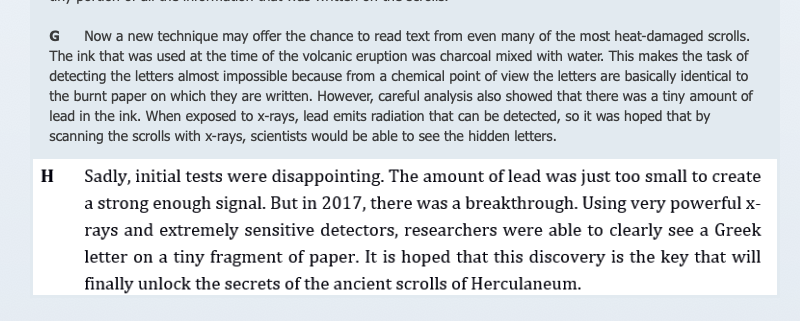 G Now a new technique may offer the chance to read text from even many of the most heat-damaged scrolls.
The ink that was used at the time of the volcanic eruption was charcoal mixed with water. This makes the task of
detecting the letters almost impossible because from a chemical point of view the letters are basically identical to
the burnt paper on which they are written. However, careful analysis also showed that there was a tiny amount of
lead in the ink. When exposed to x-rays, lead emits radiation that can be detected, so it was hoped that by
scanning the scrolls with x-rays, scientists would be able to see the hidden letters.
H Sadly, initial tests were disappointing. The amount of lead was just too small to create
a strong enough signal. But in 2017, there was a breakthrough. Using very powerful x-
rays and extremely sensitive detectors, researchers were able to clearly see a Greek
letter on a tiny fragment of paper. It is hoped that this discovery is the key that will
finally unlock the secrets of the ancient scrolls of Herculaneum.